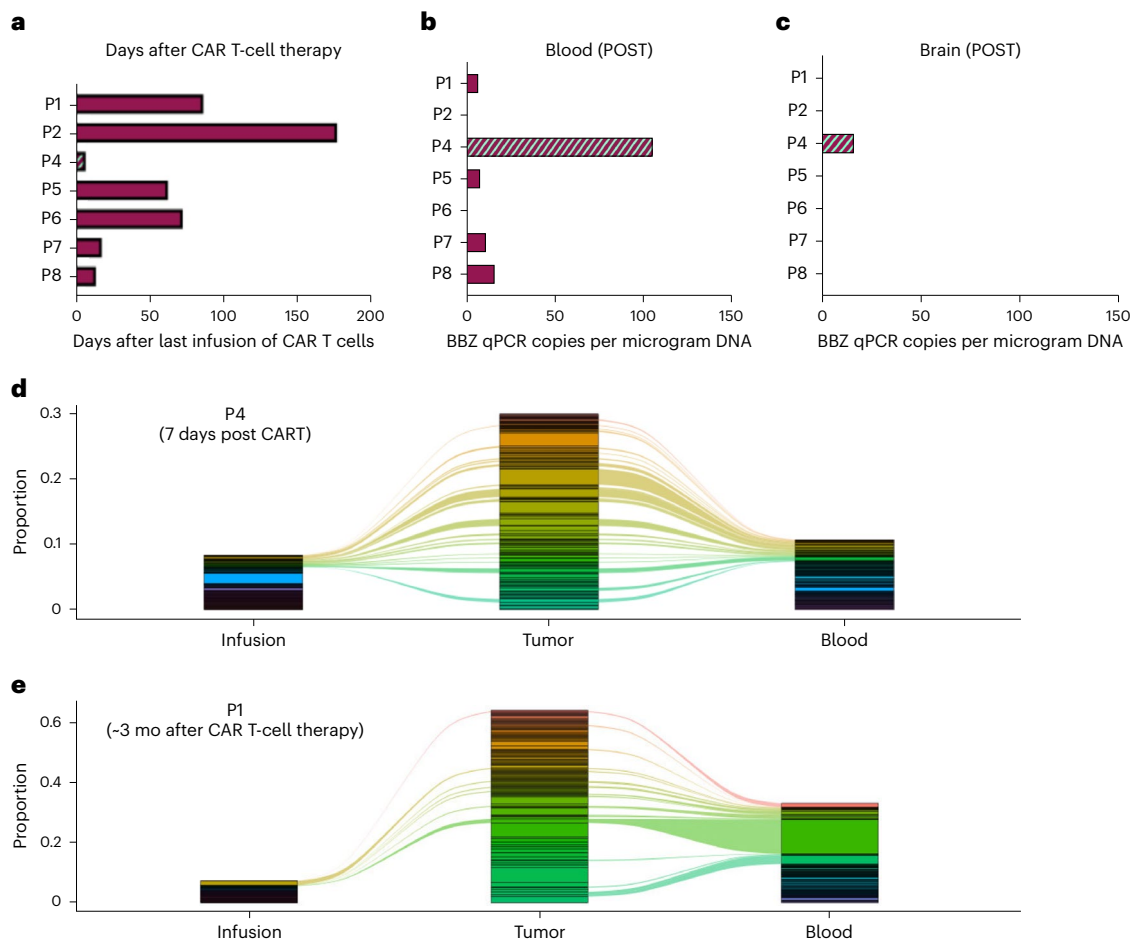 a
Days after CAR T-cell therapy
P1
P2
P4
P5
P6
P7
P8
0 50 100 150 200
Days after last infusion of CAR T cells
b
Blood (POST)
P1
P2
P4
P5
P6
P7
P8
0 50 100 150
BBZ qPCR copies per microgram DNA
c
Brain (POST)
P1
P2
P4
P5
P6
P7
P8
0 50 100 150
BBZ qPCR copies per microgram DNA
d
P4
(7 days post CART)
Proportion
0.3
0.2
0.1
0
Infusion Tumor Blood
e
P1
(~3 mo after CAR T-cell therapy)
Proportion
0.6
0.4
0.2
0
Infusion Tumor Blood